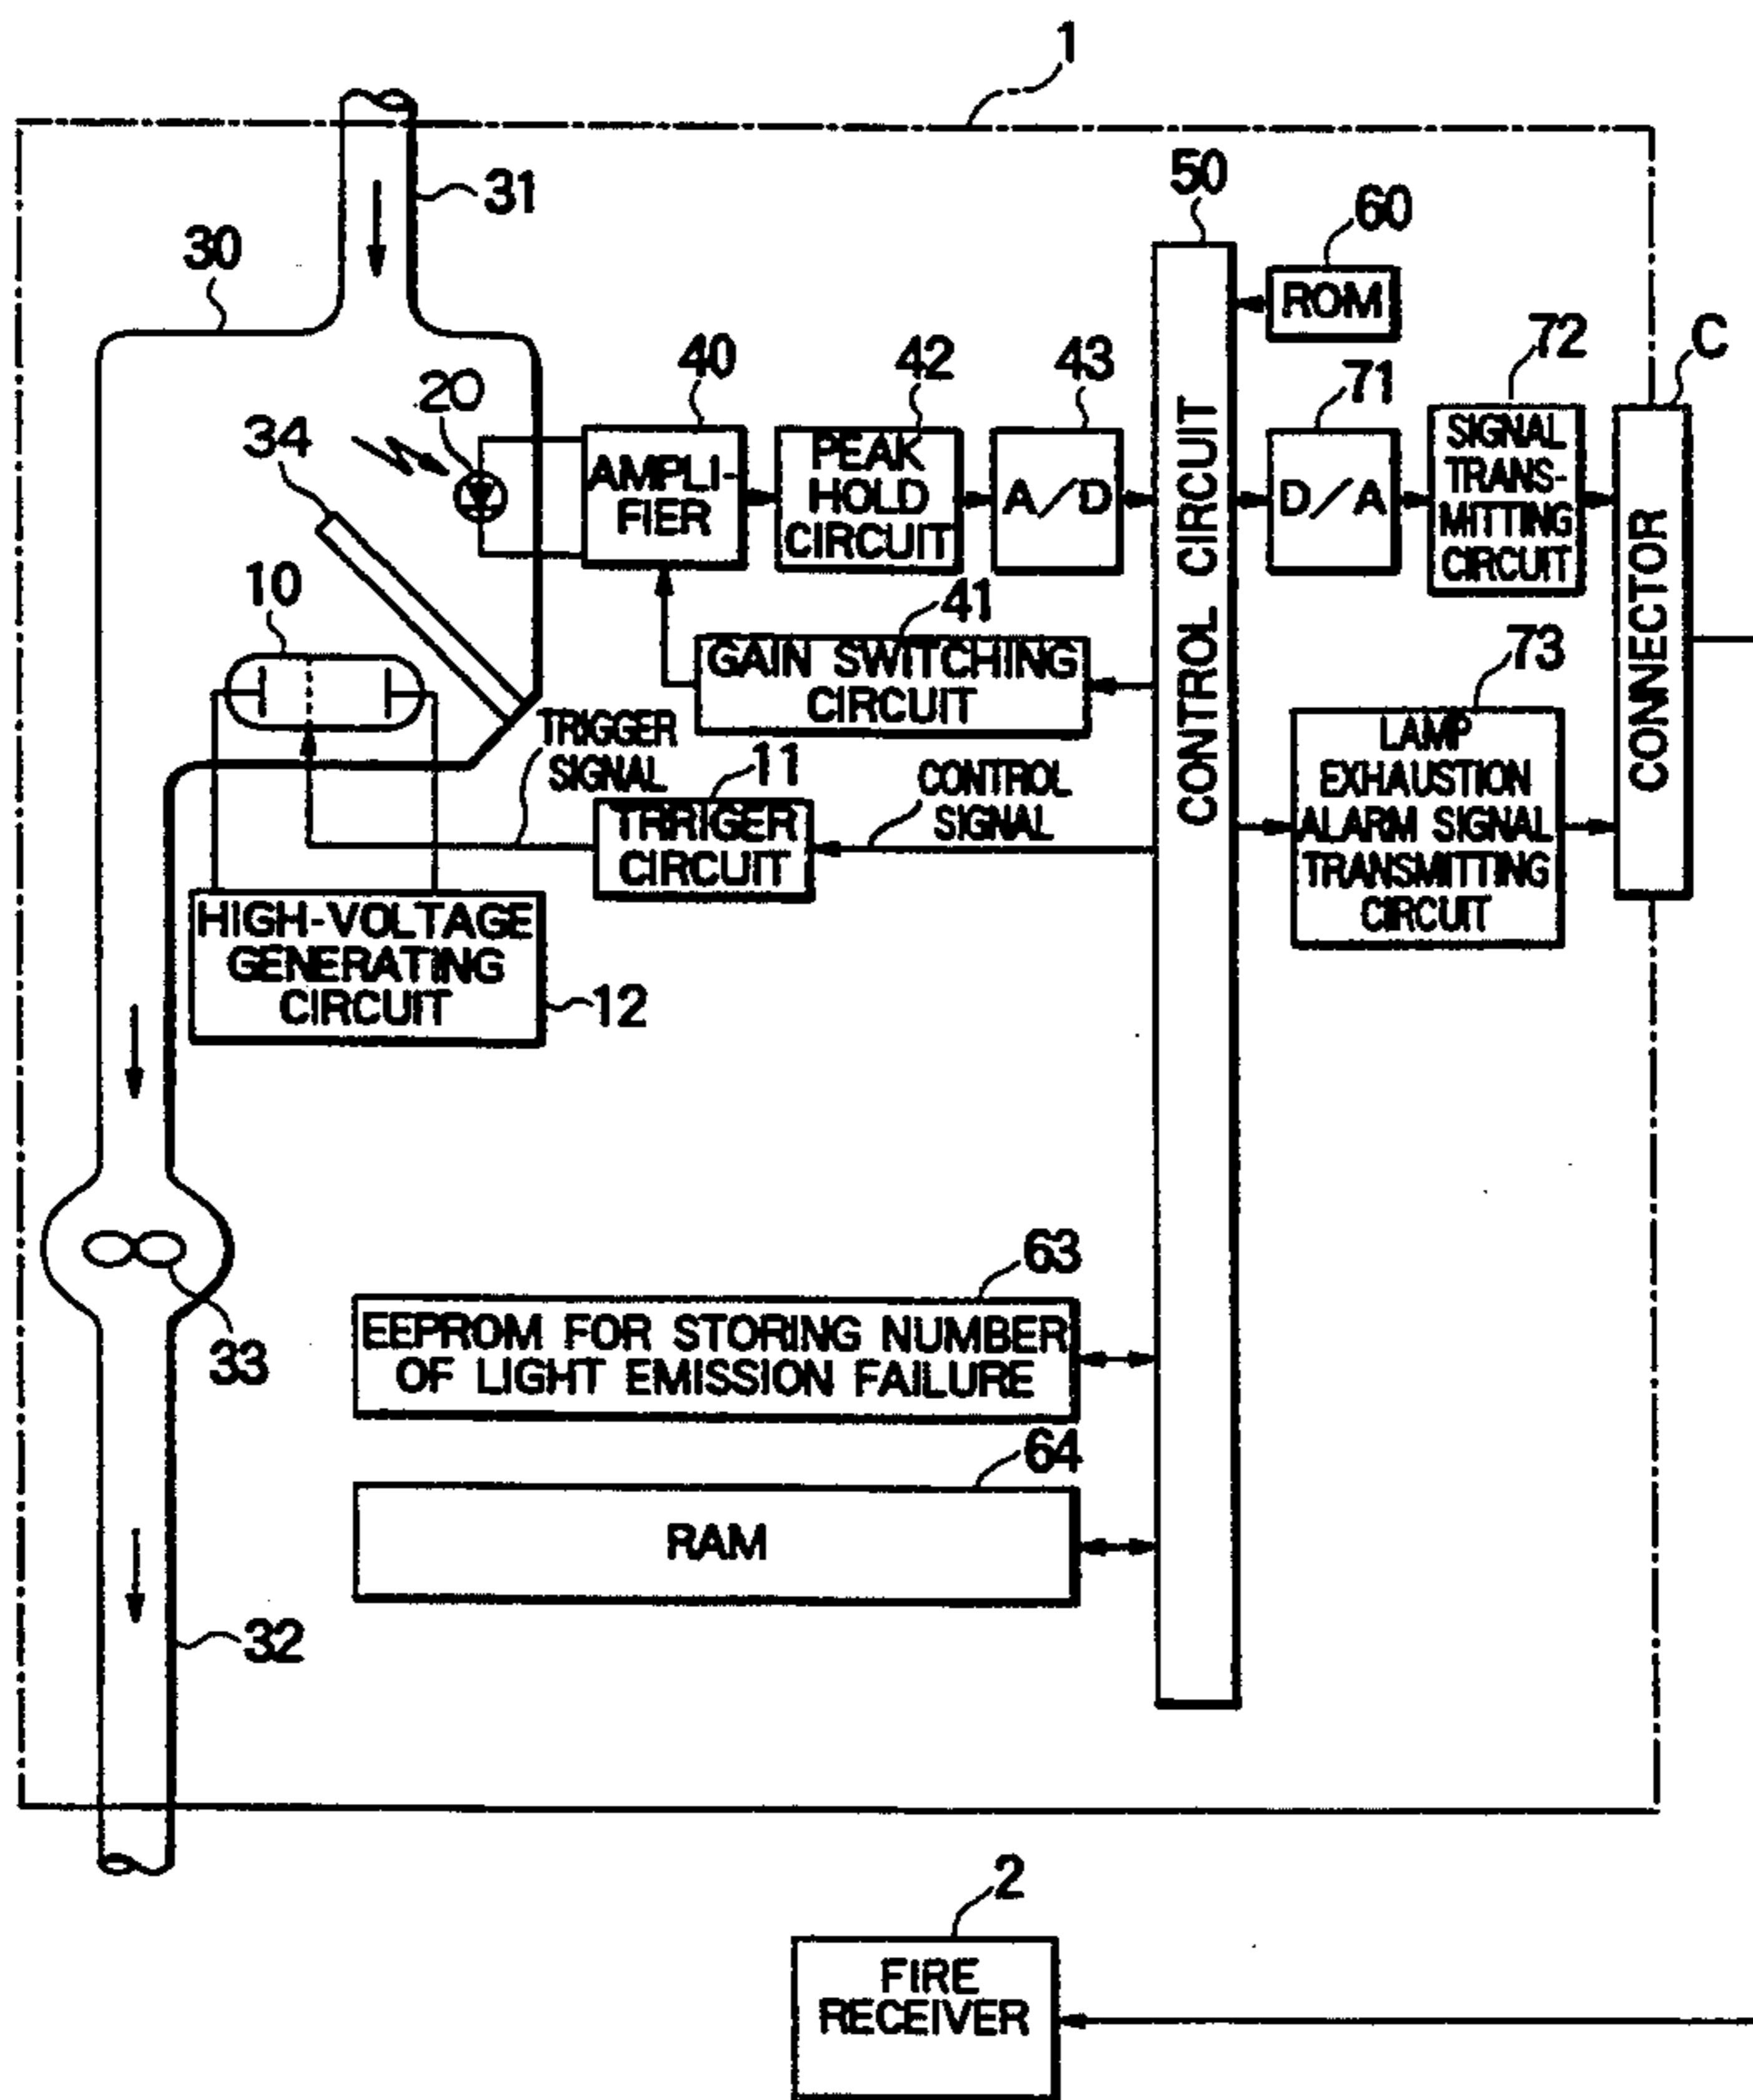 1
31
50
60
ROM
30
40
42
43
71
72
C
20
34
AMPLI-
FIER
PEAK
HOLD
CIRCUIT
A/D
CONTROL CIRCUIT
D/A
SIGNAL
TRANS-
MITTING
CIRCUIT
CONNECTOR
10
41
GAIN SWITCHING
CIRCUIT
73
TRIGGER
SIGNAL
11
CONTROL
SIGNAL
TRRIGER
CIRCUIT
LAMP
EXHAUSTION
ALARM SIGNAL
TRANSMITTING
CIRCUIT
HIGH-VOLTAGE
GENERATING
CIRCUIT
12
63
EEPROM FOR STORING NUMBER
OF LIGHT EMISSION FAILURE
33
64
RAM
32
2
FIRE
RECEIVER